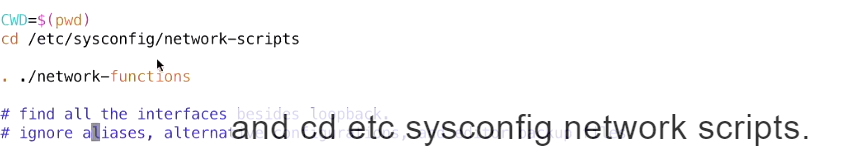 CWD=$(pwd)
cd /etc/sysconfig/network-scripts
. ./network-functions
# find all the interfaces besides loopback.
# ignore aliases, alternative
and cd etc sysconfig network scripts.